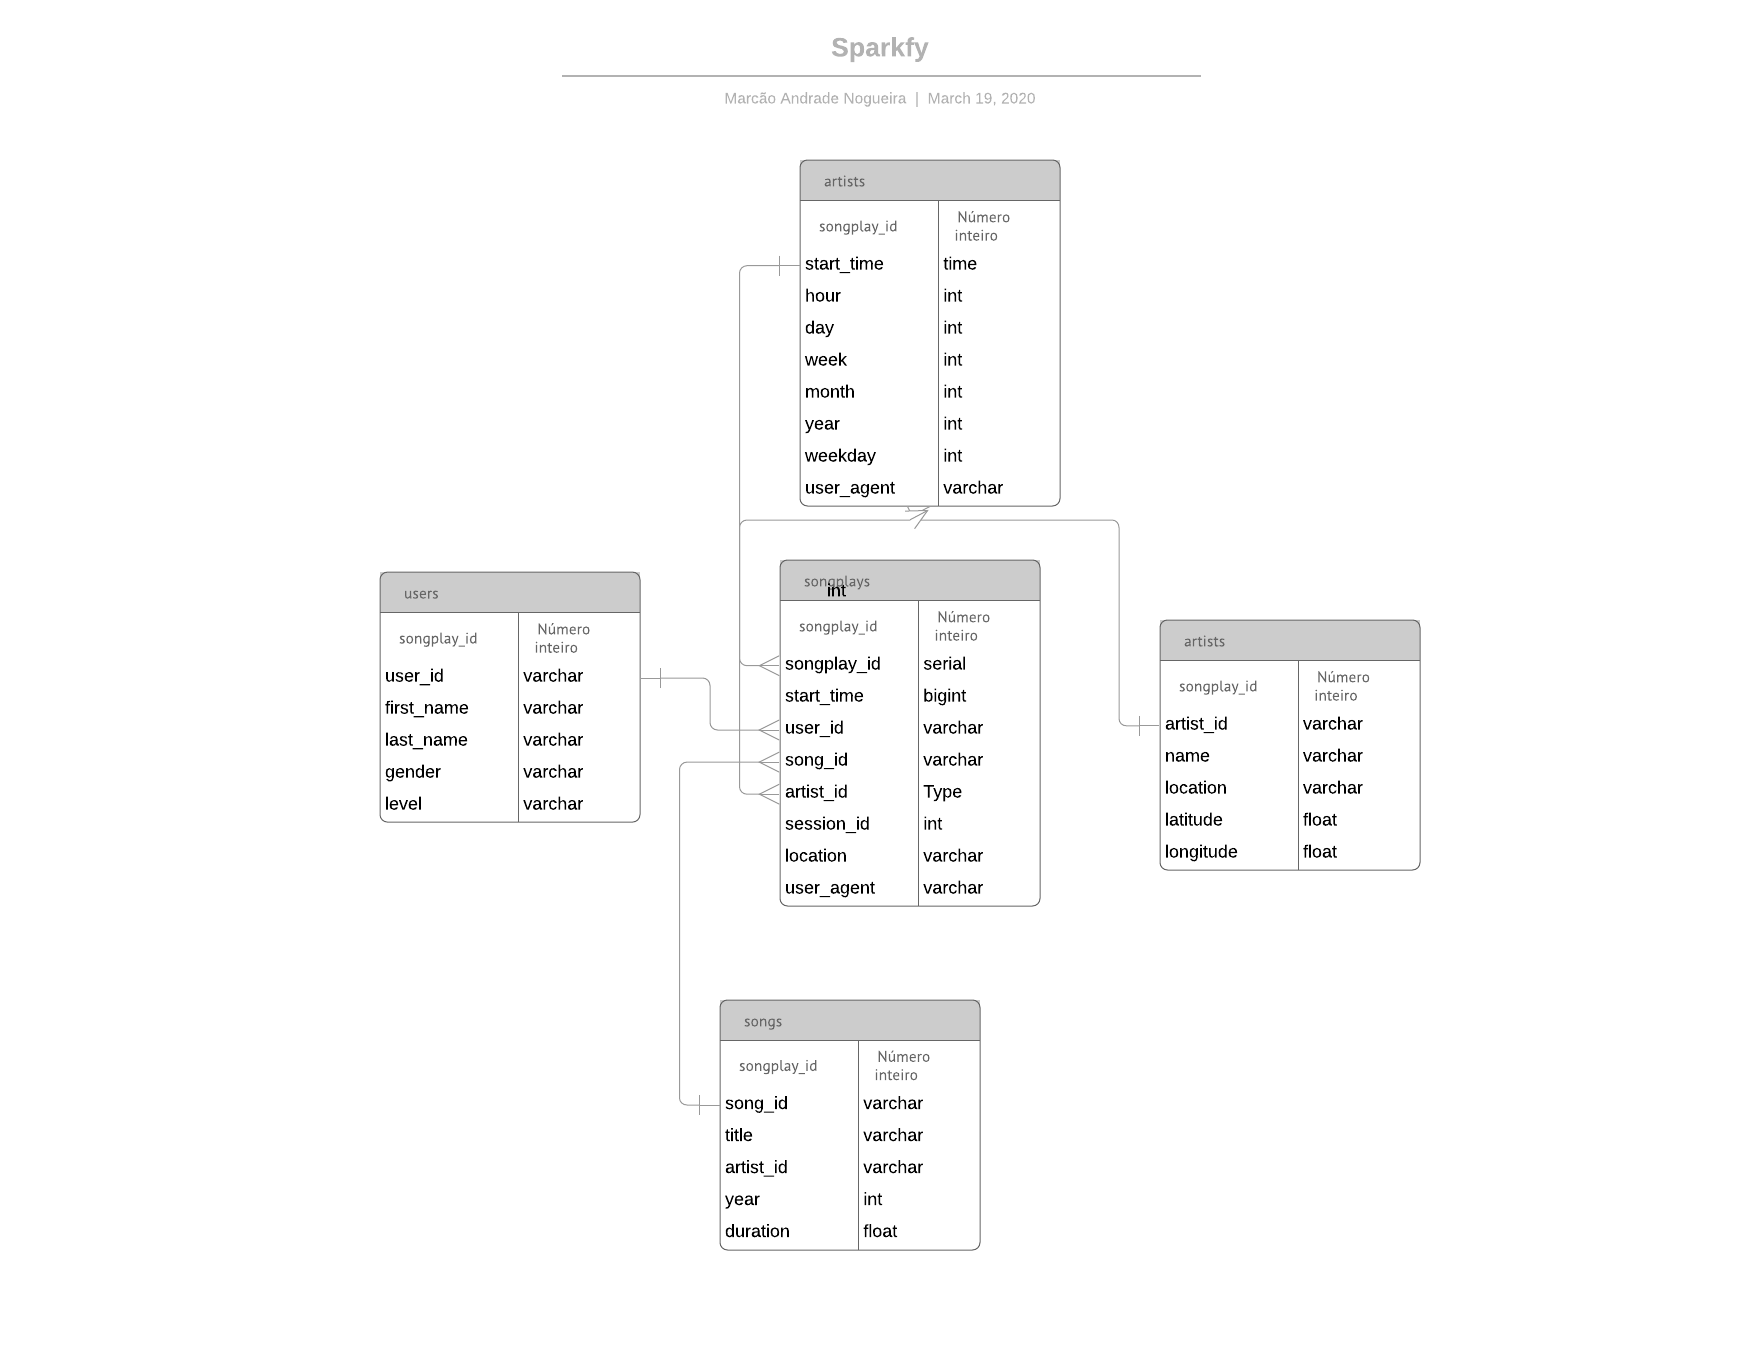 Sparkfy
Marcão Andrade Nogueira | March 19, 2020
artists
songplay_id Número inteiro
start_time time
hour int
day int
week int
month int
year int
weekday int
user_agent varchar
users
songplay_id Número inteiro
user_id varchar
first_name varchar
last_name varchar
gender varchar
level varchar
songplays
int
songplay_id Número inteiro
songplay_id serial
start_time bigint
user_id varchar
song_id varchar
artist_id Type
session_id int
location varchar
user_agent varchar
artists
songplay_id Número inteiro
artist_id varchar
name varchar
location varchar
latitude float
longitude float
songs
songplay_id Número inteiro
song_id varchar
title varchar
artist_id varchar
year int
duration float